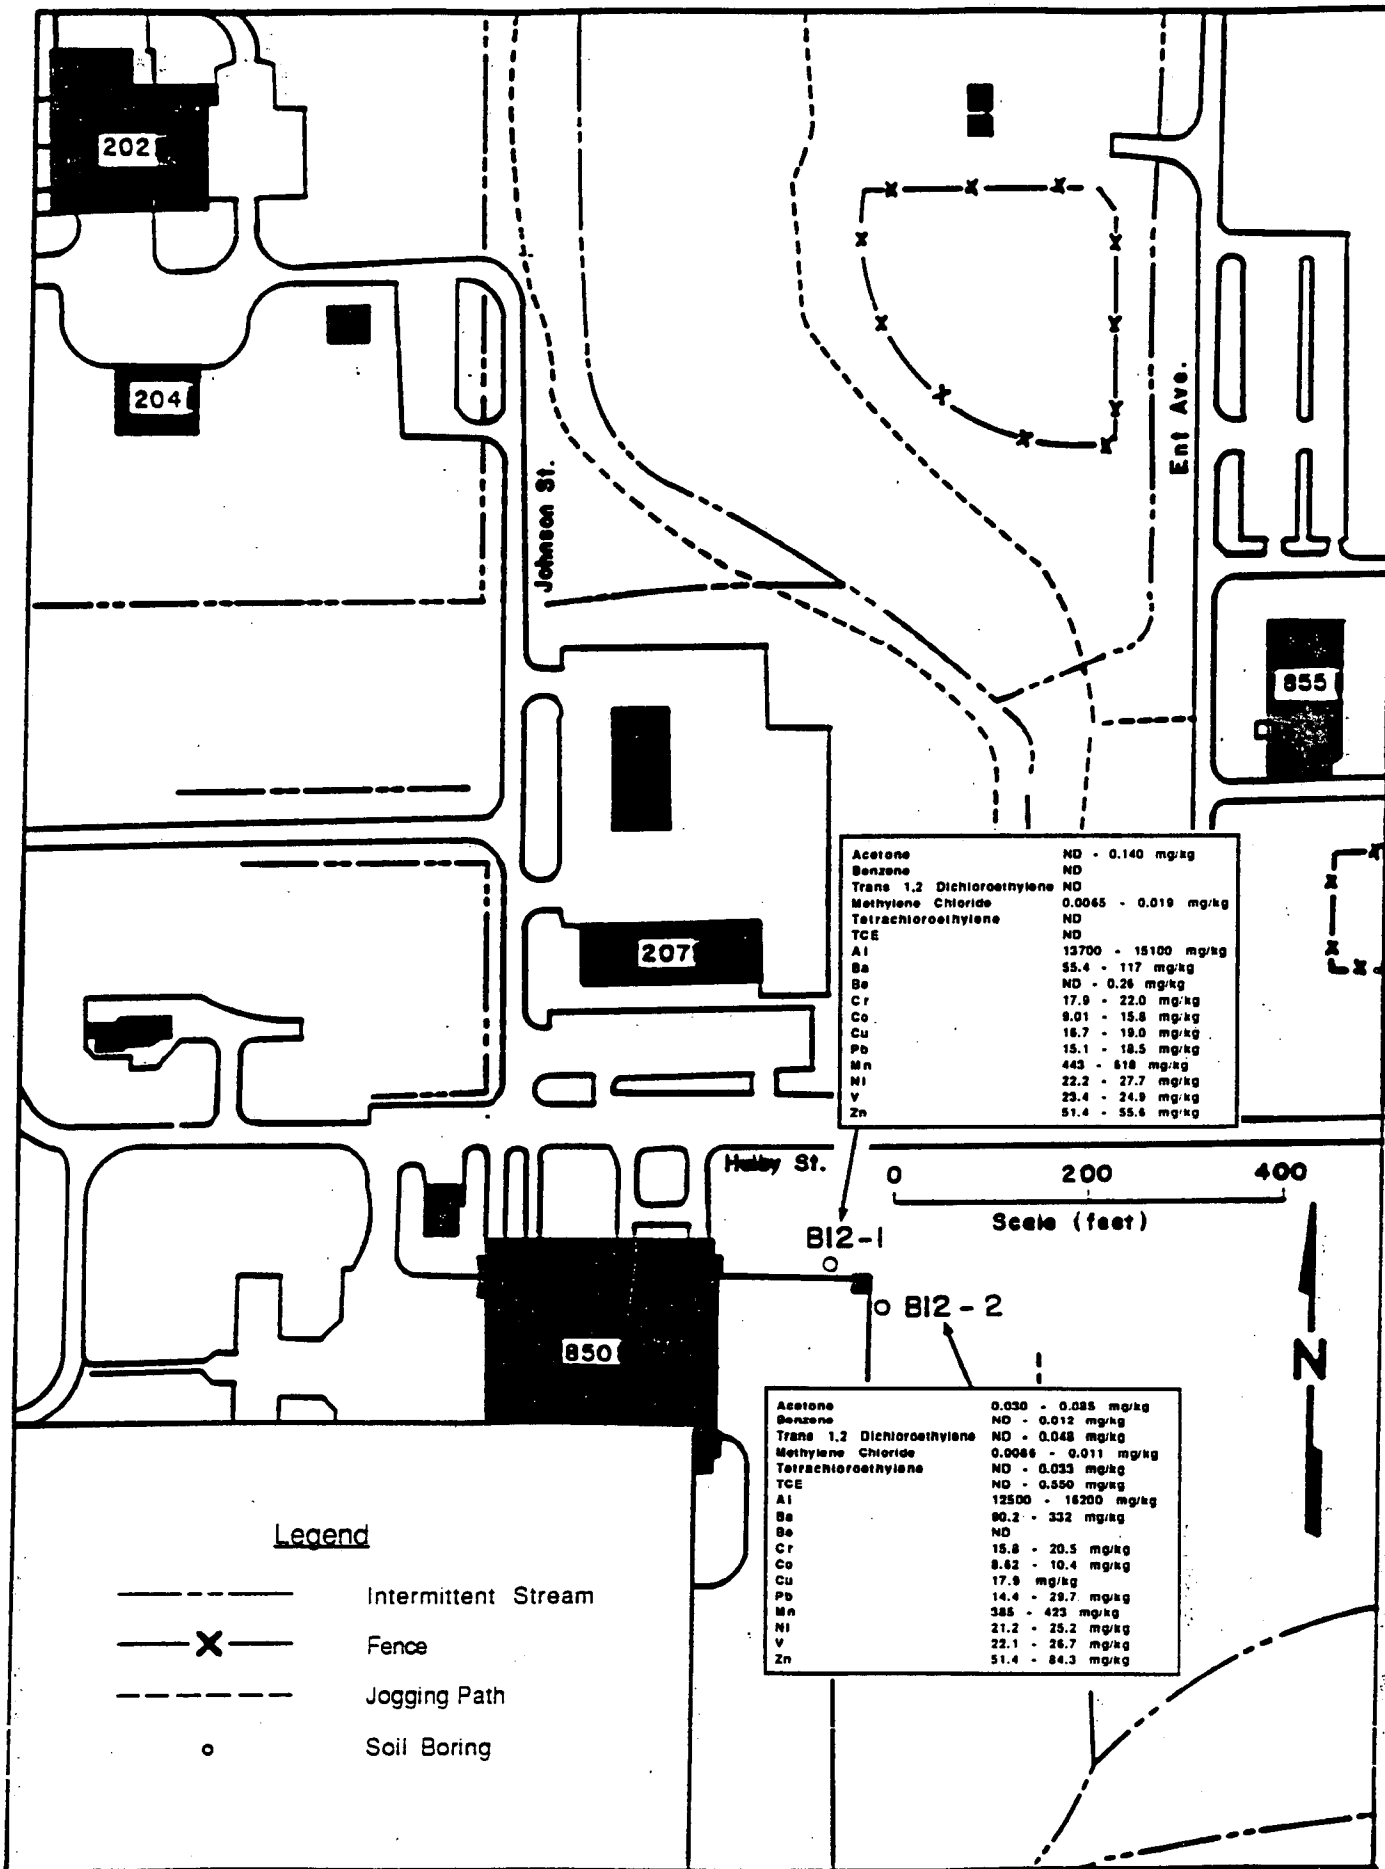 202
204
Johnson St.
Ent Ave.
855
207
Acetone ND - 0.140 mg/kg
Benzene ND
Trans 1,2 Dichloroethylene ND
Methylene Chloride 0.0065 - 0.019 mg/kg
Tetrachloroethylene ND
TCE ND
Al 13700 - 15100 mg/kg
Ba 55.4 - 117 mg/kg
Be ND - 0.26 mg/kg
Cr 17.9 - 22.0 mg/kg
Co 9.01 - 15.8 mg/kg
Cu 16.7 - 19.0 mg/kg
Pb 15.1 - 18.5 mg/kg
Mn 443 - 618 mg/kg
Ni 22.2 - 27.7 mg/kg
V 23.4 - 24.9 mg/kg
Zn 51.4 - 55.6 mg/kg
St.
0 200 400
Scale (feet)
B12-1
B12 - 2
850
N
Acetone 0.030 - 0.085 mg/kg
Benzene ND - 0.012 mg/kg
Trans 1,2 Dichloroethylene ND - 0.048 mg/kg
Methylene Chloride 0.0086 - 0.011 mg/kg
Tetrachloroethylene ND - 0.033 mg/kg
TCE ND - 0.550 mg/kg
Al 12500 - 16200 mg/kg
Ba 90.2 - 332 mg/kg
Be ND
Cr 15.8 - 20.5 mg/kg
Co 8.62 - 10.4 mg/kg
Cu 17.9 mg/kg
Pb 14.4 - 29.7 mg/kg
Mn 385 - 423 mg/kg
Ni 21.2 - 25.2 mg/kg
V 22.1 - 26.7 mg/kg
Zn 51.4 - 84.3 mg/kg
Legend
Intermittent Stream
Fence
Jogging Path
Soil Boring